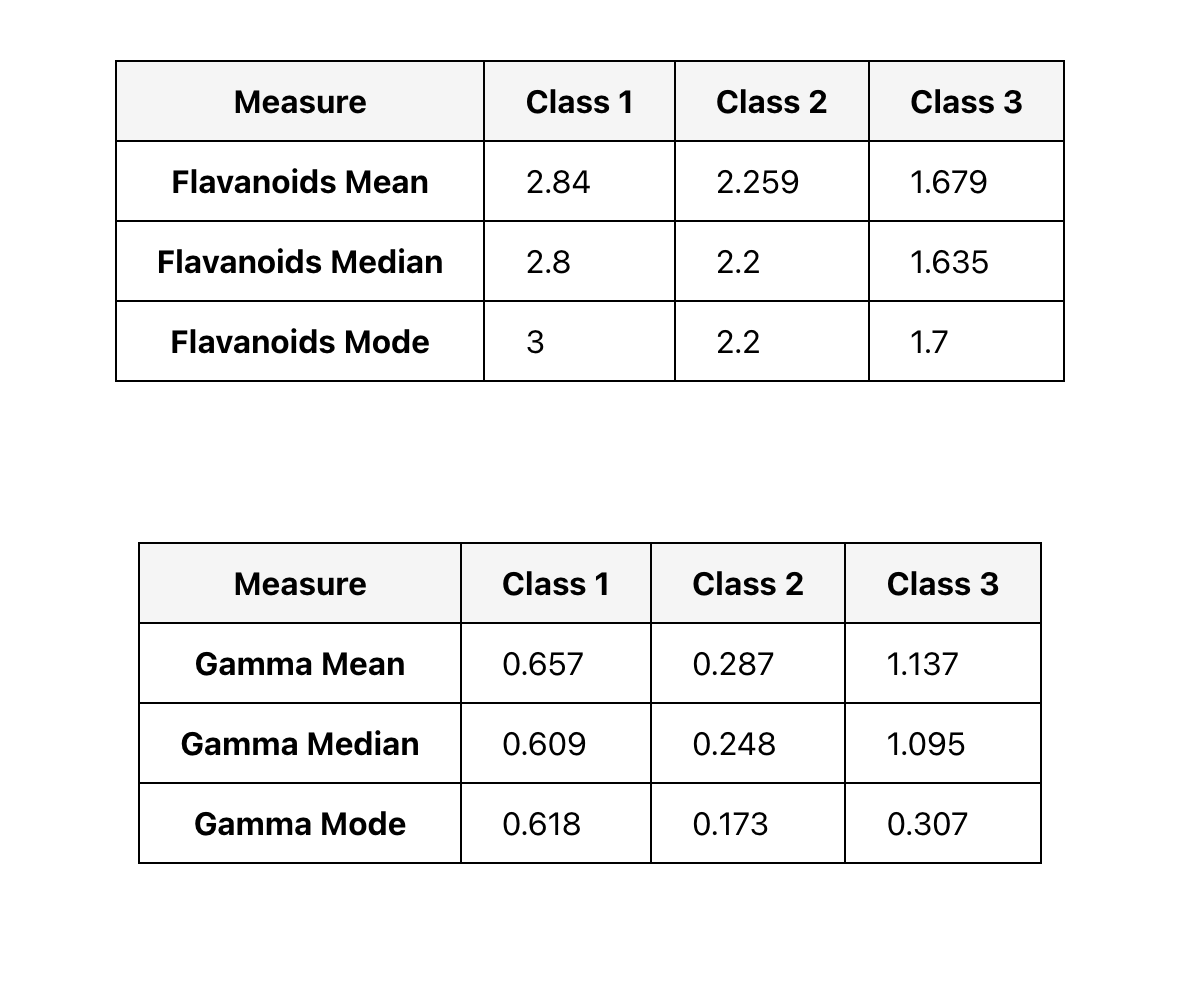 Measure Class 1 Class 2 Class 3
Flavanoids Mean 2.84 2.259 1.679
Flavanoids Median 2.8 2.2 1.635
Flavanoids Mode 3 2.2 1.7
Measure Class 1 Class 2 Class 3
Gamma Mean 0.657 0.287 1.137
Gamma Median 0.609 0.248 1.095
Gamma Mode 0.618 0.173 0.307